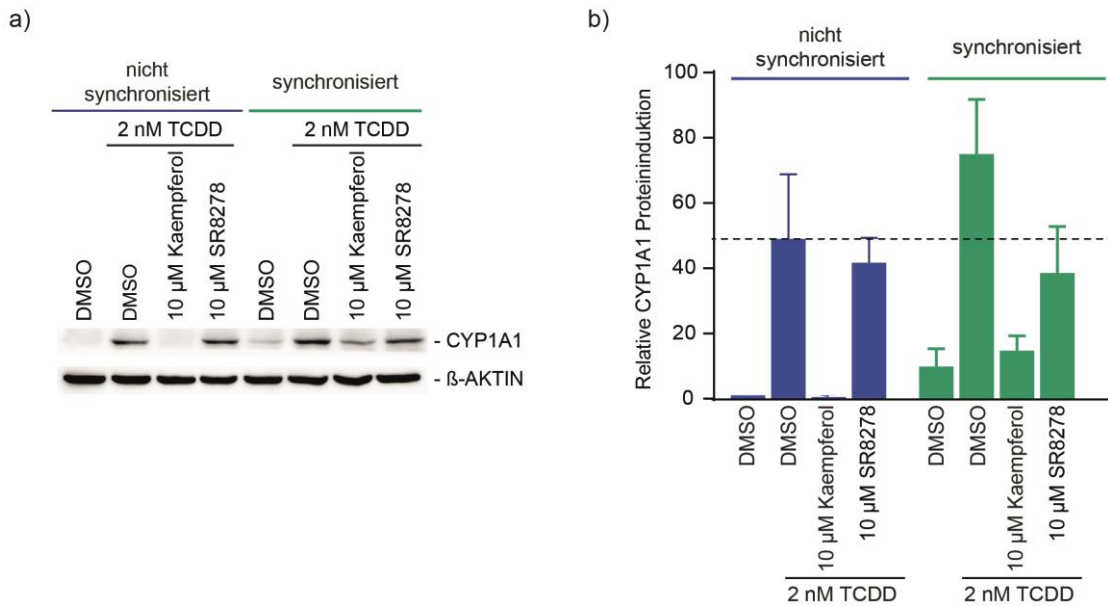 a)
nicht
synchronisiert
synchronisiert
2 nM TCDD
2 nM TCDD
DMSO
DMSO
10 µM Kaempferol
10 µM SR8278
DMSO
DMSO
10 µM Kaempferol
10 µM SR8278
- CYP1A1
- ß-AKTIN
b)
nicht
synchronisiert
synchronisiert
Relative CYP1A1 Proteininduktion
100
80
60
40
20
0
DMSO
DMSO
10 µM Kaempferol
10 µM SR8278
DMSO
DMSO
10 µM Kaempferol
10 µM SR8278
2 nM TCDD
2 nM TCDD